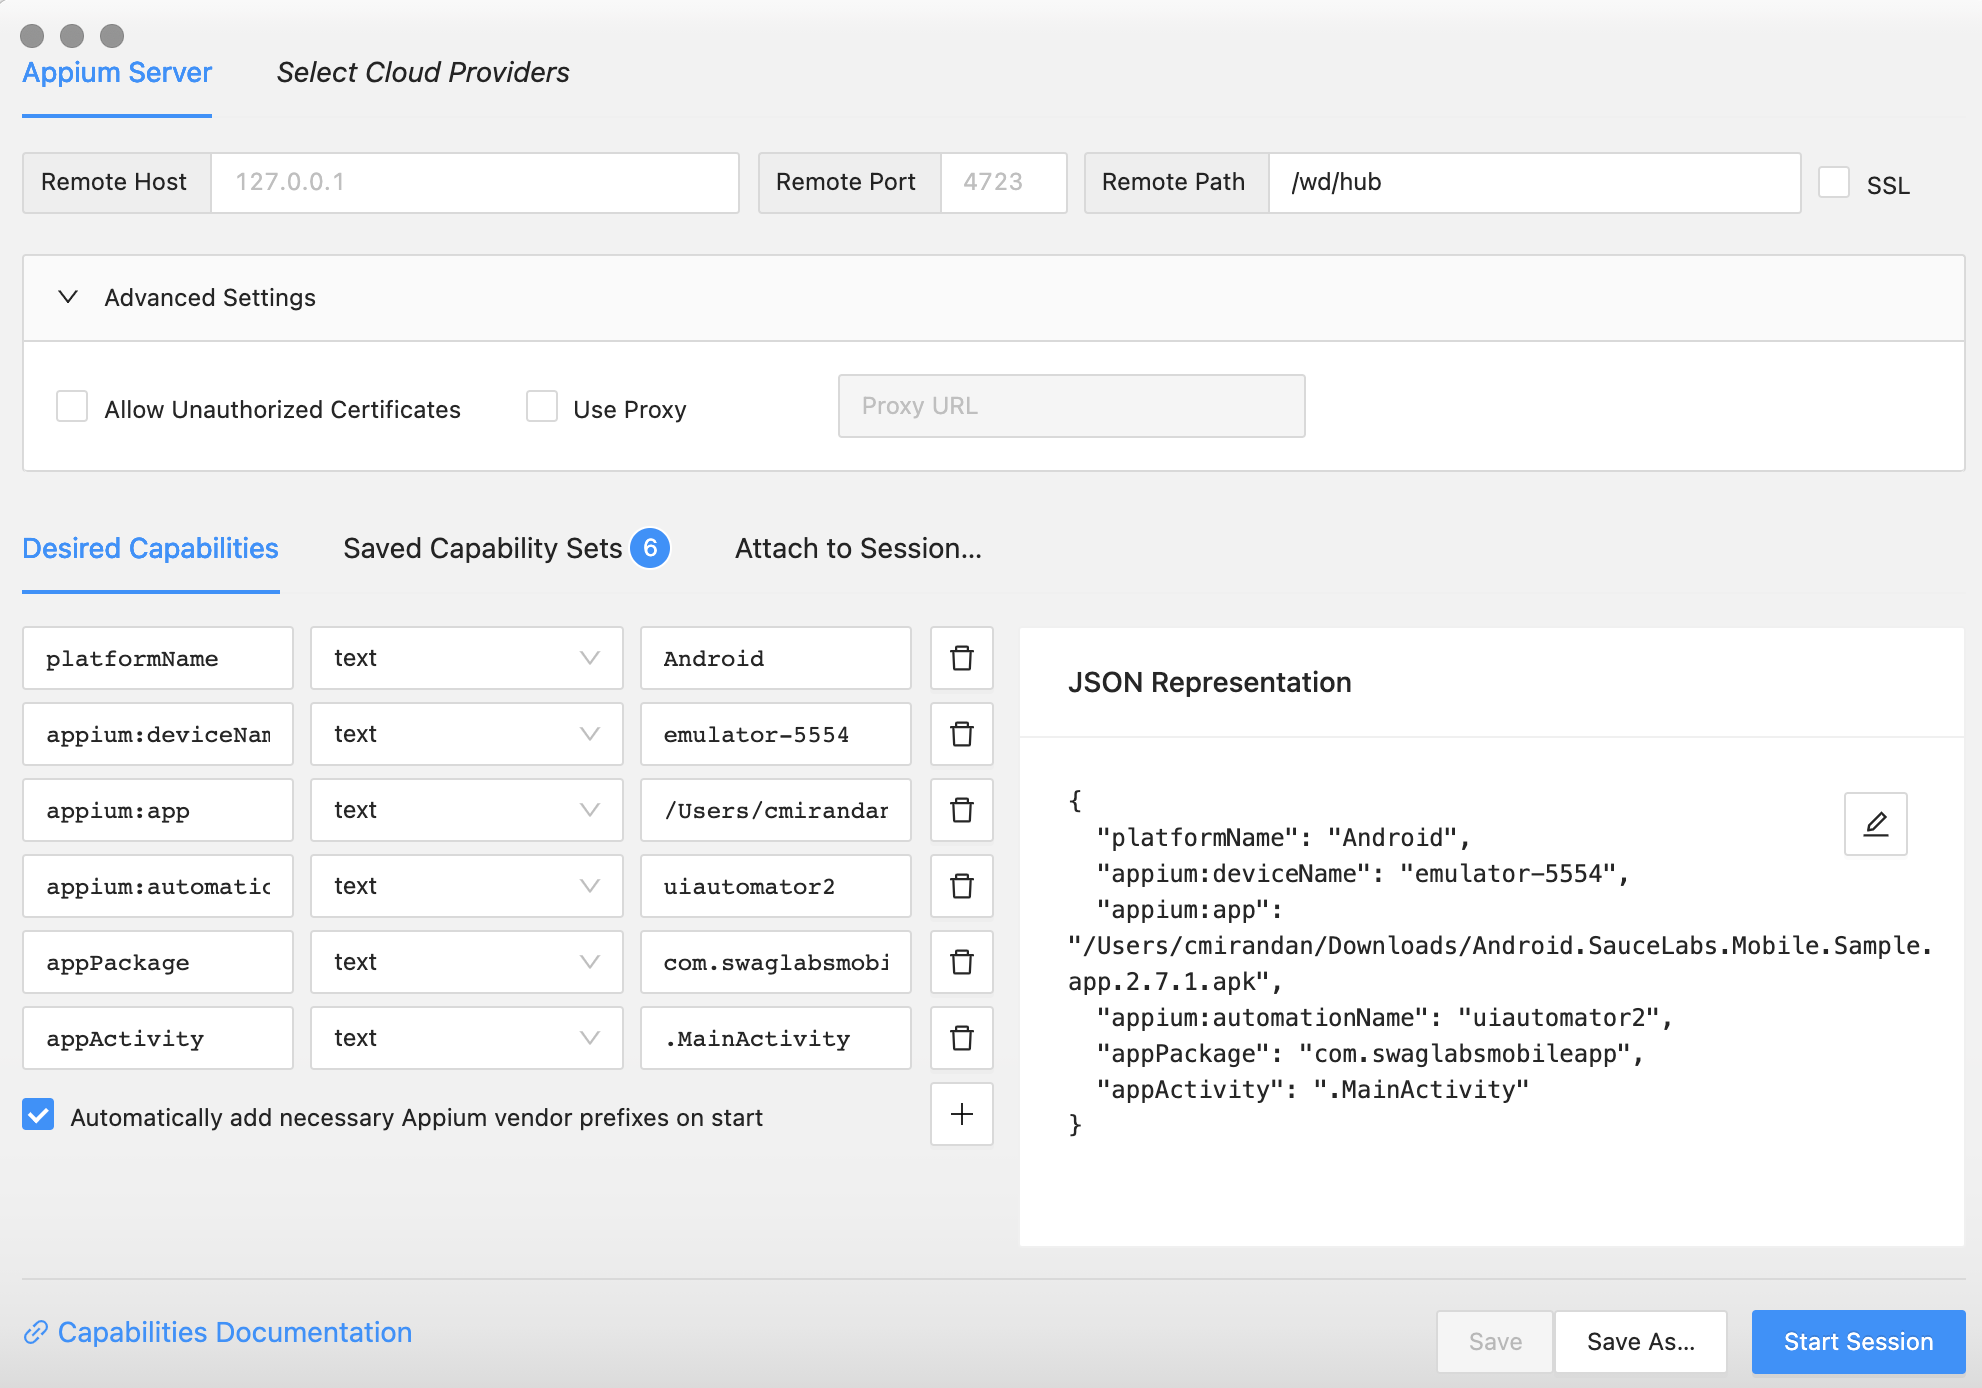 Appium Server
Select Cloud Providers
Remote Host 127.0.0.1 Remote Port 4723 Remote Path /wd/hub SSL
Advanced Settings
Allow Unauthorized Certificates Use Proxy Proxy URL
Desired Capabilities Saved Capability Sets 6 Attach to Session...
platformName text Android
appium:deviceNam text emulator-5554
appium:app text /Users/cmirandan
appium:automatic text uiautomator2
appPackage text com.swaglabsmobi
appActivity text .MainActivity
Automatically add necessary Appium vendor prefixes on start
JSON Representation
{
"platformName": "Android",
"appium:deviceName": "emulator-5554",
"appium:app":
"/Users/cmirandan/Downloads/Android.SauceLabs.Mobile.Sample.
app.2.7.1.apk",
"appium:automationName": "uiautomator2",
"appPackage": "com.swaglabsmobileapp",
"appActivity": ".MainActivity"
}
Capabilities Documentation
Save Save As... Start Session